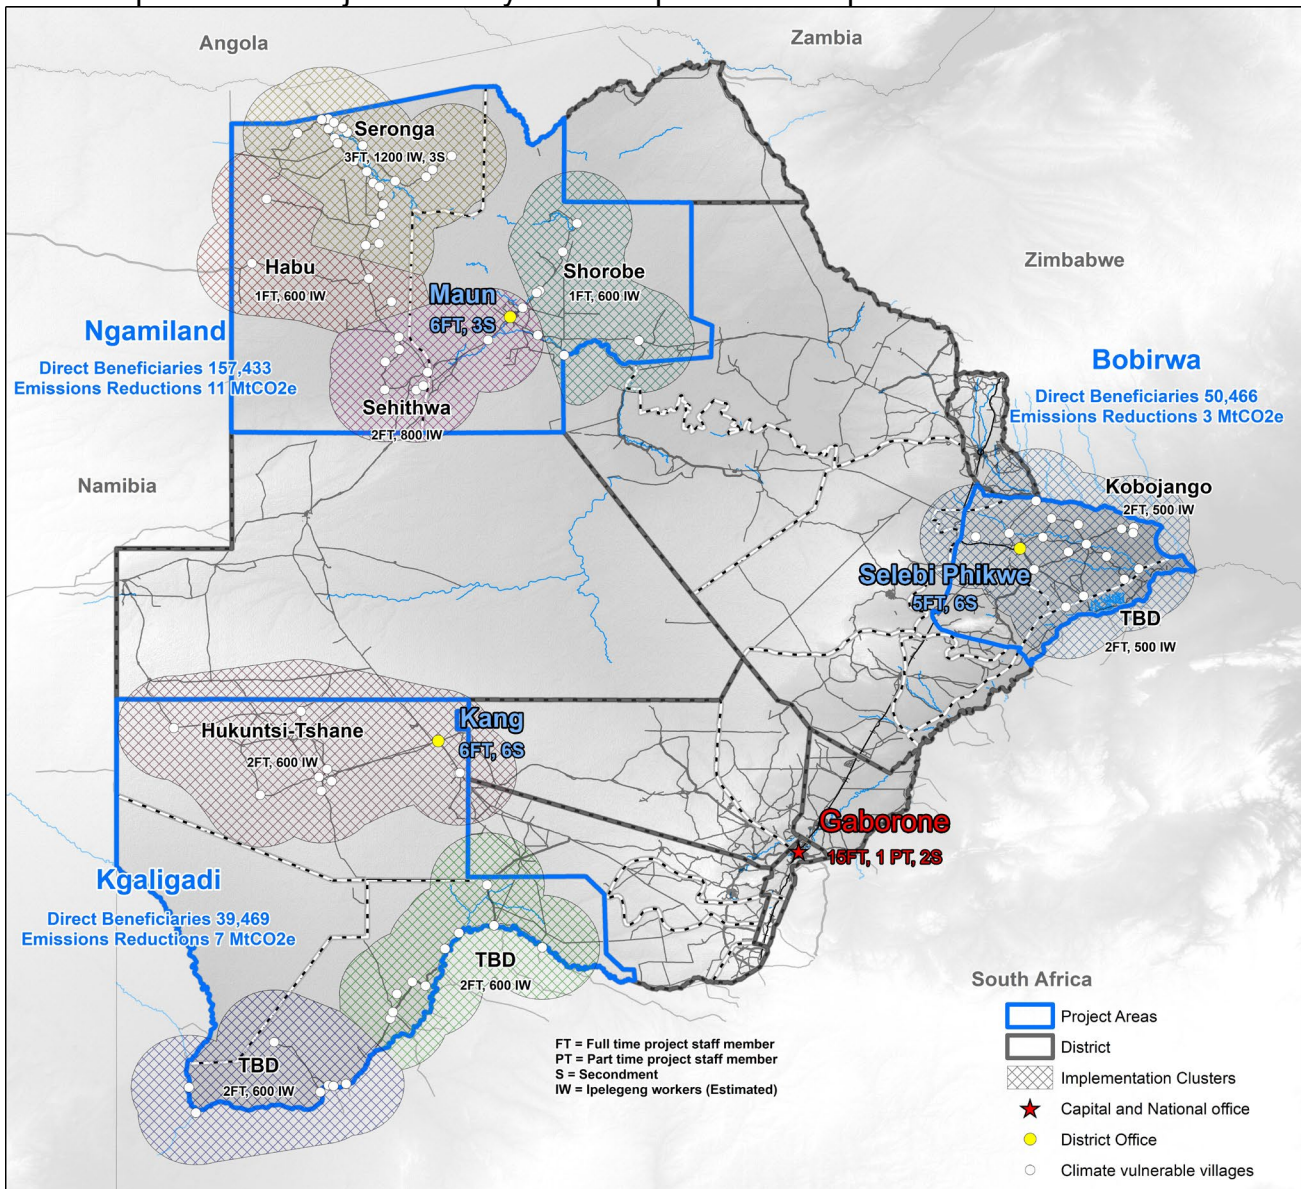 Angola
Zambia
Seronga
3FT, 1200 IW, 3S
Habu
1FT, 600 IW
Maun
6FT, 3S
Shorobe
1FT, 600 IW
Zimbabwe
Ngamiland
Direct Beneficiaries 157,433
Emissions Reductions 11 MtCO2e
Sehithwa
2FT, 800 IW
Bobirwa
Direct Beneficiaries 50,466
Emissions Reductions 3 MtCO2e
Namibia
Kobojango
2FT, 500 IW
Selebi Phikwe
5FT, 6S
TBD
2FT, 500 IW
Hukuntsi-Tshane
2FT, 600 IW
Kang
6FT, 6S
Gaborone
15FT, 1 PT, 2S
Kgaligadi
Direct Beneficiaries 39,469
Emissions Reductions 7 MtCO2e
TBD
2FT, 600 IW
TBD
2FT, 600 IW
FT = Full time project staff member
PT = Part time project staff member
S = Secondment
IW = Ipelegeng workers (Estimated)
South Africa
Project Areas
District
Implementation Clusters
Capital and National office
District Office
Climate vulnerable villages